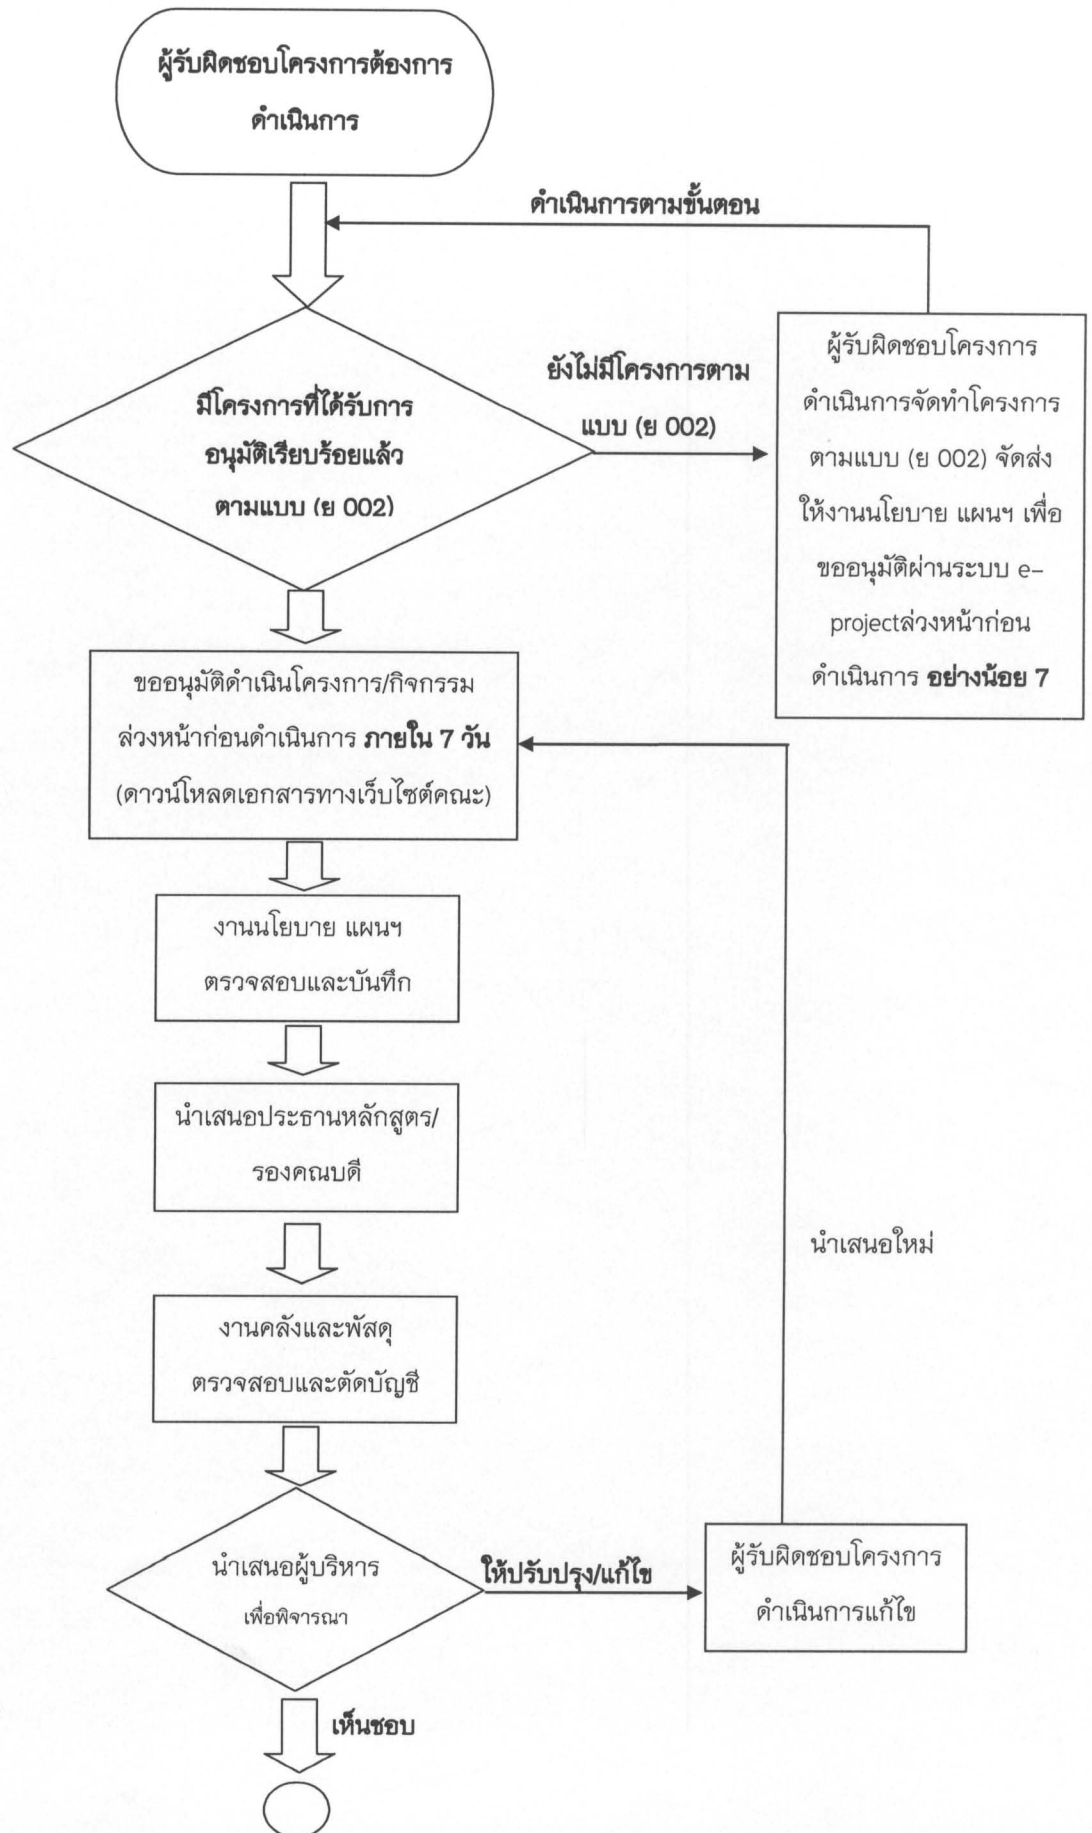 ผู้รับผิดชอบโครงการต้องการ
ดำเนินการ
ดำเนินการตามขั้นตอน
มีโครงการที่ได้รับการ
อนุมัติเรียบร้อยแล้ว
ตามแบบ (ย 002)
ยังไม่มีโครงการตาม
แบบ (ย 002)
ผู้รับผิดชอบโครงการ
ดำเนินการจัดทำโครงการ
ตามแบบ (ย 002) จัดส่ง
ให้งานนโยบาย แผนฯ เพื่อ
ขออนุมัติผ่านระบบ e-
projectล่วงหน้าก่อน
ดำเนินการ อย่างน้อย 7
ขออนุมัติดำเนินโครงการ/กิจกรรม
ล่วงหน้าก่อนดำเนินการ ภายใน 7 วัน
(ดาวน์โหลดเอกสารทางเว็บไซต์คณะ)
งานนโยบาย แผนฯ
ตรวจสอบและบันทึก
นำเสนอประธานหลักสูตร/
รองคณบดี
นำเสนอใหม่
งานคลังและพัสดุ
ตรวจสอบและตัดบัญชี
นำเสนอผู้บริหาร
เพื่อพิจารณา
ให้ปรับปรุง/แก้ไข
ผู้รับผิดชอบโครงการ
ดำเนินการแก้ไข
เห็นชอบ